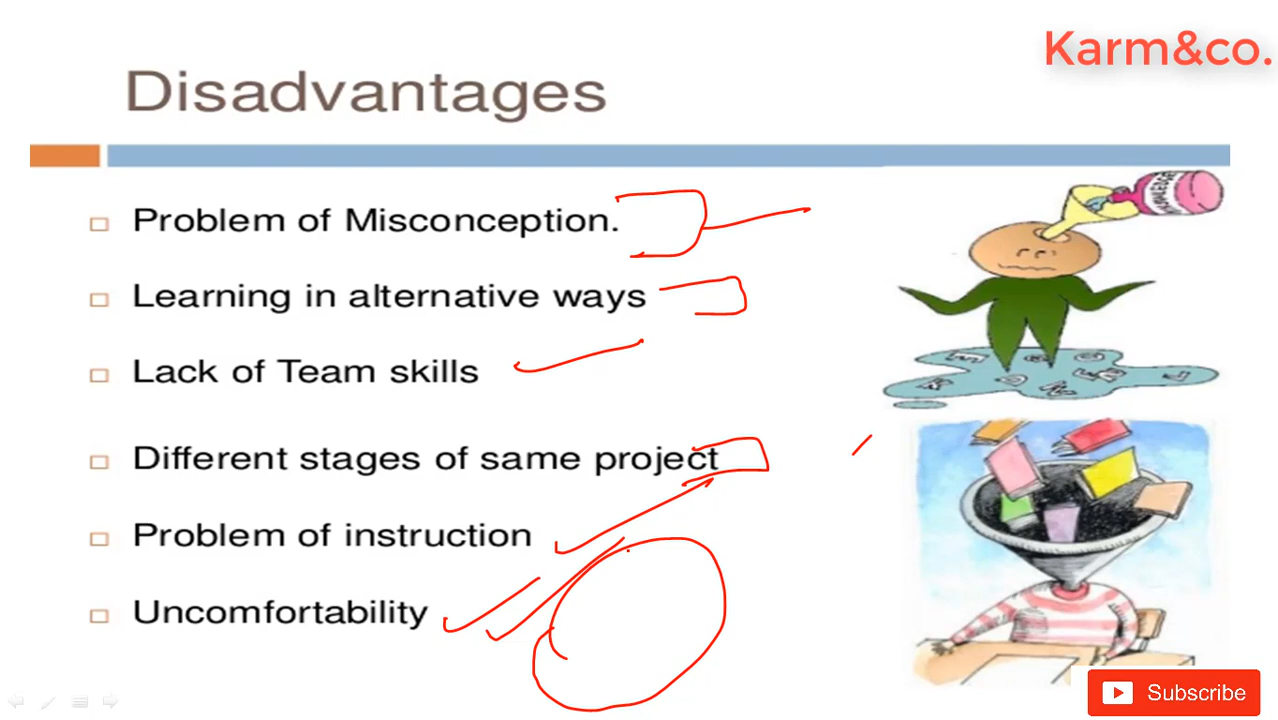 Karm&co.
Disadvantages
Problem of Misconception.
Learning in alternative ways
Lack of Team skills
Different stages of same project
Problem of instruction
Uncomfortability
KNOWLEDGE
Subscribe